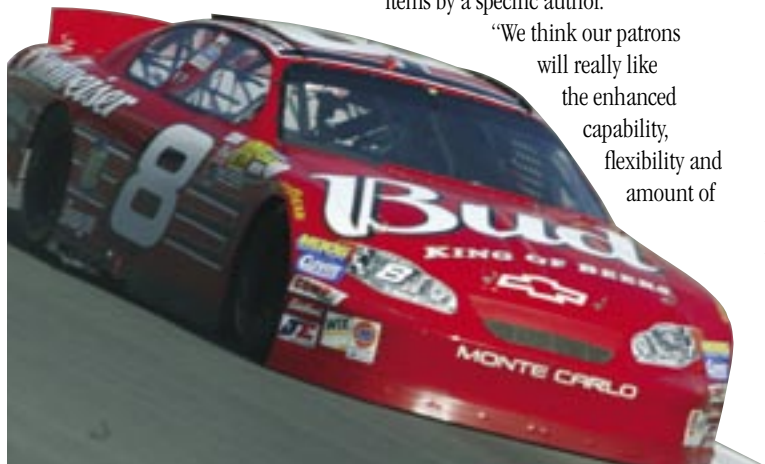 items by a specific author.
“We think our patrons
will really like
the enhanced
capability,
flexibility and
amount of
Budweiser
8
Bud
KING OF BEERS
8
MONTE CARLO